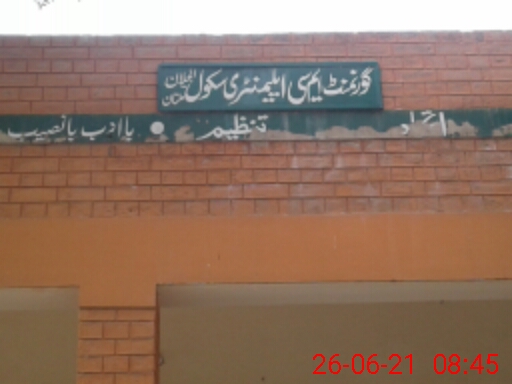 گورنمنٹ ایم سی ایلیمنٹری سکول
اتحاد تنظیم باادب بانصیب
26-06-21 08:45